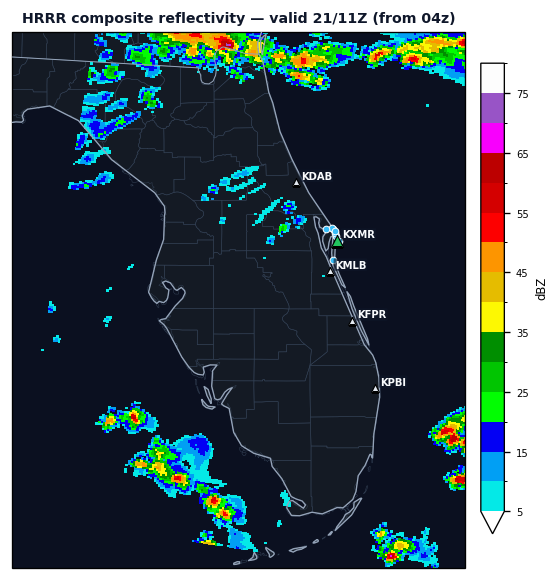 HRRR composite reflectivity — valid 21/11Z (from 04z)
KDAB
KXMR
KMLB
KFPR
KPBI
75
65
55
45
35
25
15
5
dBZ